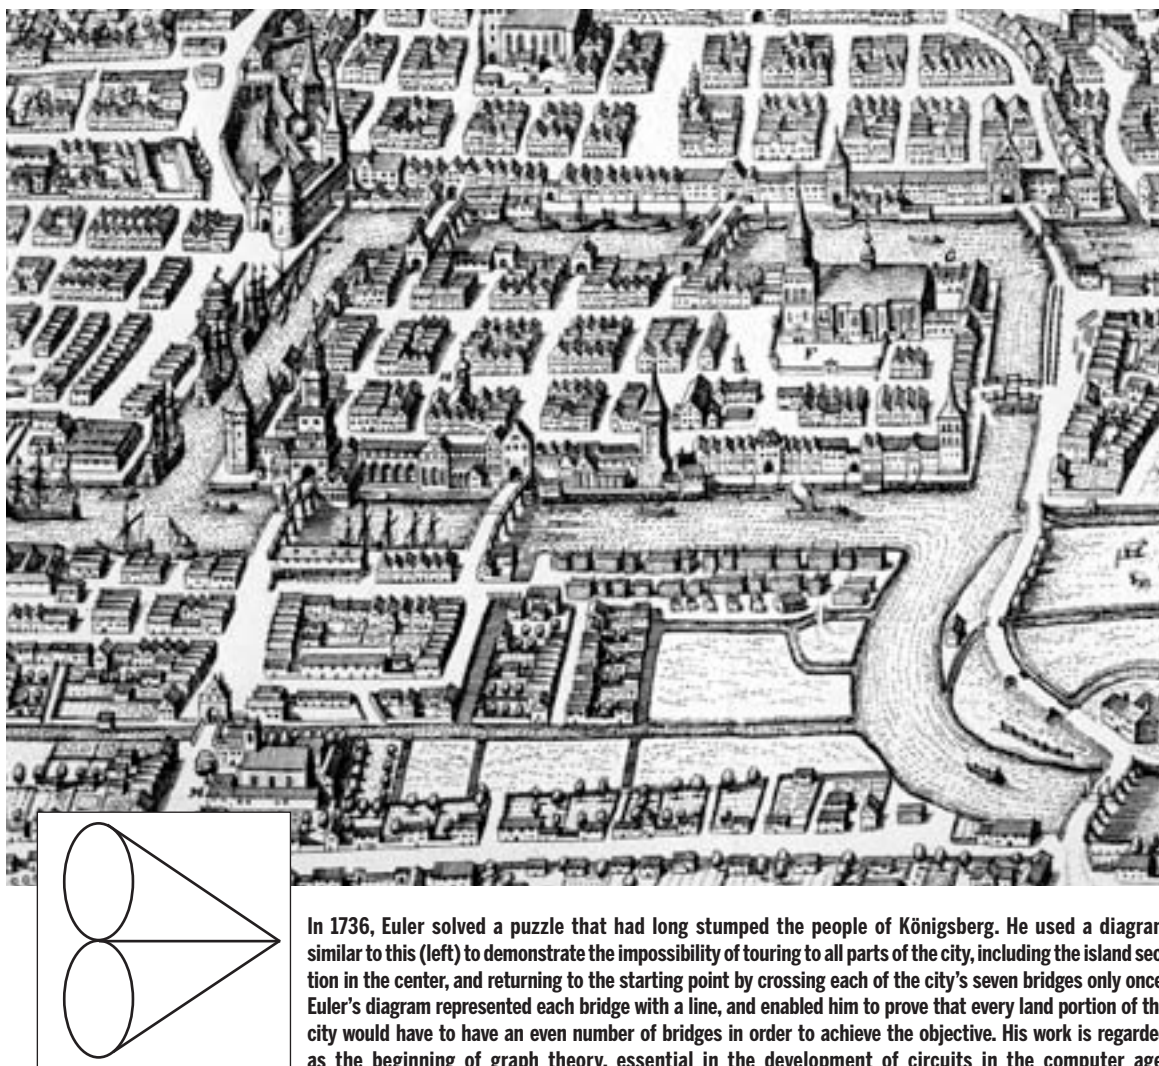 In 1736, Euler solved a puzzle that had long stumped the people of Königsberg. He used a diagram
similar to this (left) to demonstrate the impossibility of touring to all parts of the city, including the island sec
tion in the center, and returning to the starting point by crossing each of the city's seven bridges only once
Euler's diagram represented each bridge with a line, and enabled him to prove that every land portion of th
city would have to have an even number of bridges in order to achieve the objective. His work is regarde
as the beginning of graph theory, essential in the development of circuits in the computer age